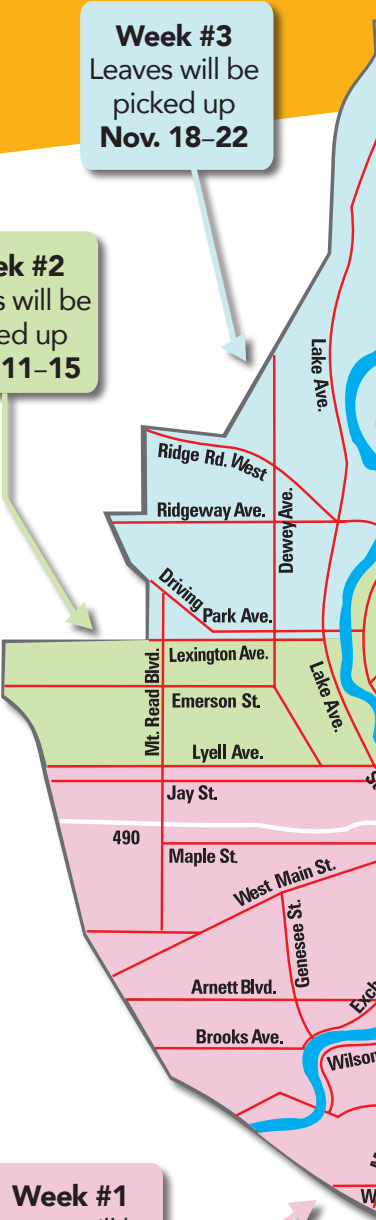 Week #3
Leaves will be
picked up
Nov. 18–22
ek #2
s will be
ed up
11–15
Lake Ave.
Ridge Rd. West
Ridgeway Ave.
Dewey Ave.
Driving
Park Ave.
Lexington Ave.
Mt. Read Blvd.
Emerson St.
Lake Ave.
Lyell Ave.
Jay St.
490
Maple St.
West Main St.
Genesee St.
Arnett Blvd.
Exch
Brooks Ave.
Wilson
W
Week #1